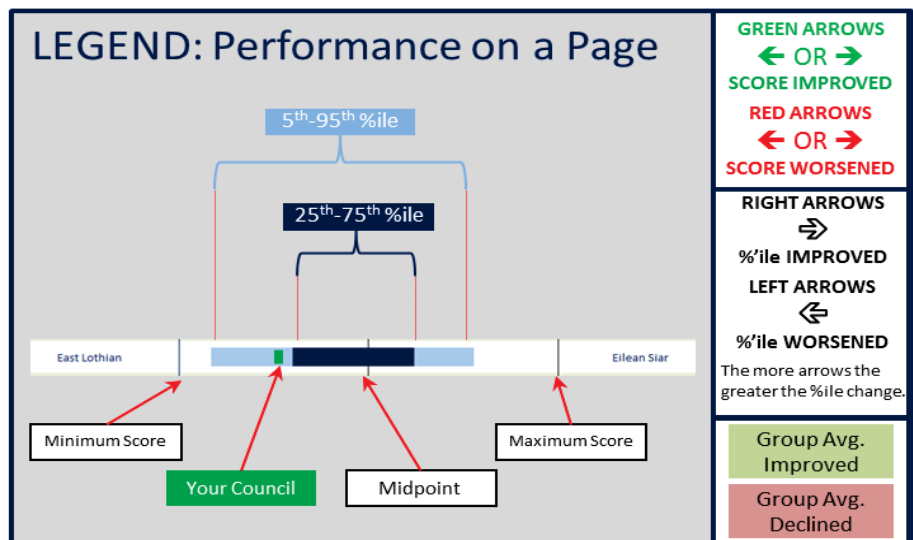 LEGEND: Performance on a Page
5th-95th %ile
25th-75th %ile
East Lothian
Eilean Siar
Minimum Score
Maximum Score
Your Council
Midpoint
GREEN ARROWS
← OR →
SCORE IMPROVED
RED ARROWS
← OR →
SCORE WORSENED
RIGHT ARROWS
%'ile IMPROVED
LEFT ARROWS
%'ile WORSENED
The more arrows the
greater the %ile change.
Group Avg.
Improved
Group Avg.
Declined